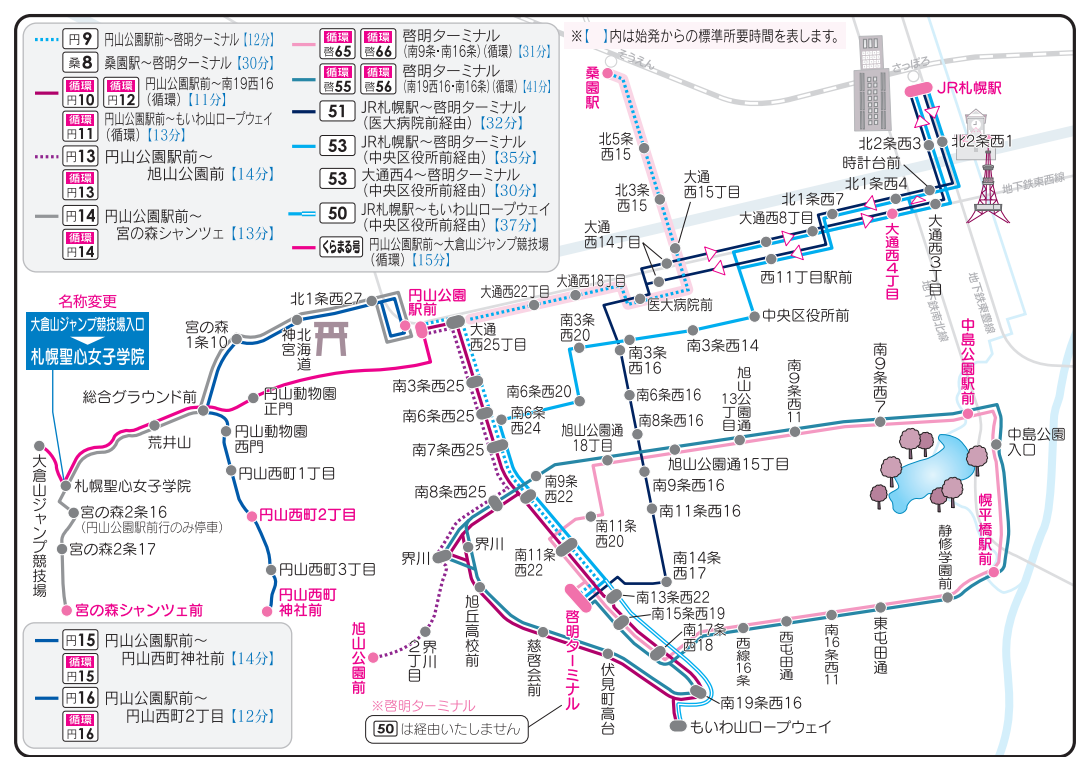 円9 円山公園駅前～啓明ターミナル【12分】
桑8 桑園駅～啓明ターミナル【30分】
循環 円10 循環 円12 円山公園駅前～南19西16
（循環）【11分】
循環 円11 円山公園駅前～もいわ山ロープウェイ
（循環）【13分】
円13 円山公園駅前～
旭山公園前【14分】
循環 円13
円14 円山公園駅前～
宮の森シャンツェ【13分】
循環 円14
循環 啓65 循環 啓66 啓明ターミナル
（南9条・南16条）（循環）【31分】
循環 啓55 循環 啓56 啓明ターミナル
（南19西16・南16条）（循環）【41分】
51 JR札幌駅～啓明ターミナル
（医大病院前経由）【32分】
53 JR札幌駅～啓明ターミナル
（中央区役所前経由）【35分】
53 大通西4～啓明ターミナル
（中央区役所前経由）【30分】
50 JR札幌駅～もいわ山ロープウェイ
（中央区役所前経由）【37分】
くらまる号 円山公園駅前～大倉山ジャンプ競技場
（循環）【15分】
※【　】内は始発からの標準所要時間を表します。
そうえん
桑園駅
さっぽろ
JR札幌駅
北5条
西15
北3条
西15
大通
西15丁目
大通
西14丁目
北2条西3
北2条西1
時計台前
北1条西4
北1条西7
大通西8丁目
地下鉄東西線
大通西4丁目
大通西3丁目
西11丁目駅前
地下鉄南北線
地下鉄東豊線
大通西22丁目
大通西18丁目
医大病院前
中央区役所前
名称変更
大倉山ジャンプ競技場入口
札幌聖心女子学院
北1条西27
円山公園
駅前
大通
西25丁目
宮の森
1条10
北海道
神宮
総合グラウンド前
荒井山
円山動物園
正門
円山動物園
西門
円山西町1丁目
円山西町2丁目
円山西町3丁目
円山西町
神社前
大倉山ジャンプ競技場
札幌聖心女子学院
宮の森2条16
（円山公園駅前行のみ停車）
宮の森2条17
宮の森シャンツェ前
南3条西25
南6条西25
南7条西25
南8条西25
南6条
西24
南6条西20
南3条
西20
南3条
西16
南3条西14
南6条西16
南8条西16
南9条西16
南11条西16
南14条
西17
旭山公園通
18丁目
旭山公園通15丁目
旭山公園通
13丁目
南9条西11
南9条西7
中島公園駅前
中島公園
入口
幌平橋駅前
静修学園前
東屯田通
南16条西11
西屯田通
西線16条
南9条
西22
南11条
西20
南11条
西22
南13条西22
南15条西19
南17条
西18
南19条西16
もいわ山ロープウェイ
啓明ターミナル
界川
界川
旭丘高校前
慈啓会前
伏見町高台
界川
2丁目
旭山公園前
※啓明ターミナル
50は経由いたしません
円15 円山公園駅前～
円山西町神社前【14分】
循環 円15
円16 円山公園駅前～
円山西町2丁目【12分】
循環 円16